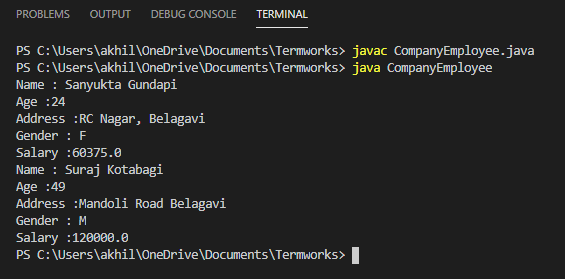 PROBLEMS OUTPUT DEBUG CONSOLE TERMINAL
PS C:\Users\akhil\OneDrive\Documents\Termworks> javac CompanyEmployee.java
PS C:\Users\akhil\OneDrive\Documents\Termworks> java CompanyEmployee
Name : Sanyukta Gundapi
Age :24
Address :RC Nagar, Belagavi
Gender : F
Salary :60375.0
Name : Suraj Kotabagi
Age :49
Address :Mandoli Road Belagavi
Gender : M
Salary :120000.0
PS C:\Users\akhil\OneDrive\Documents\Termworks>